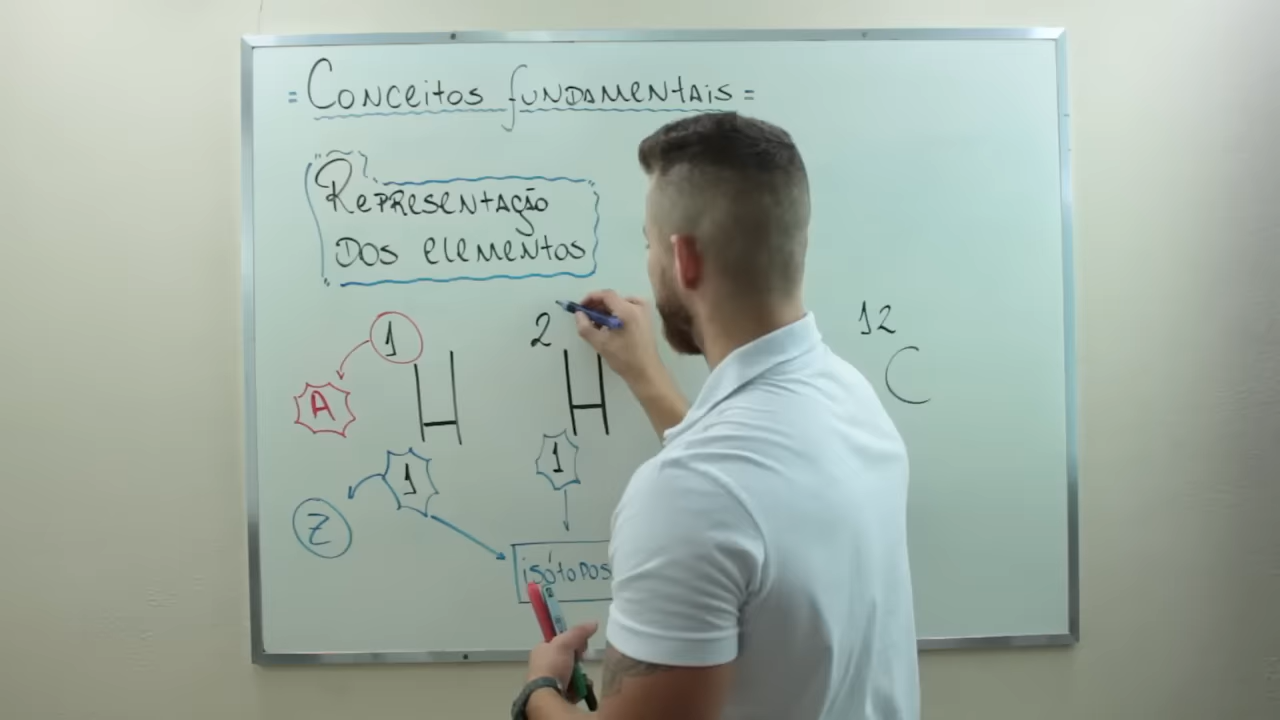 = Conceitos fundamentais =
Representação
dos elementos
1 2 12
H H C
A
1 1
Z
isótopos